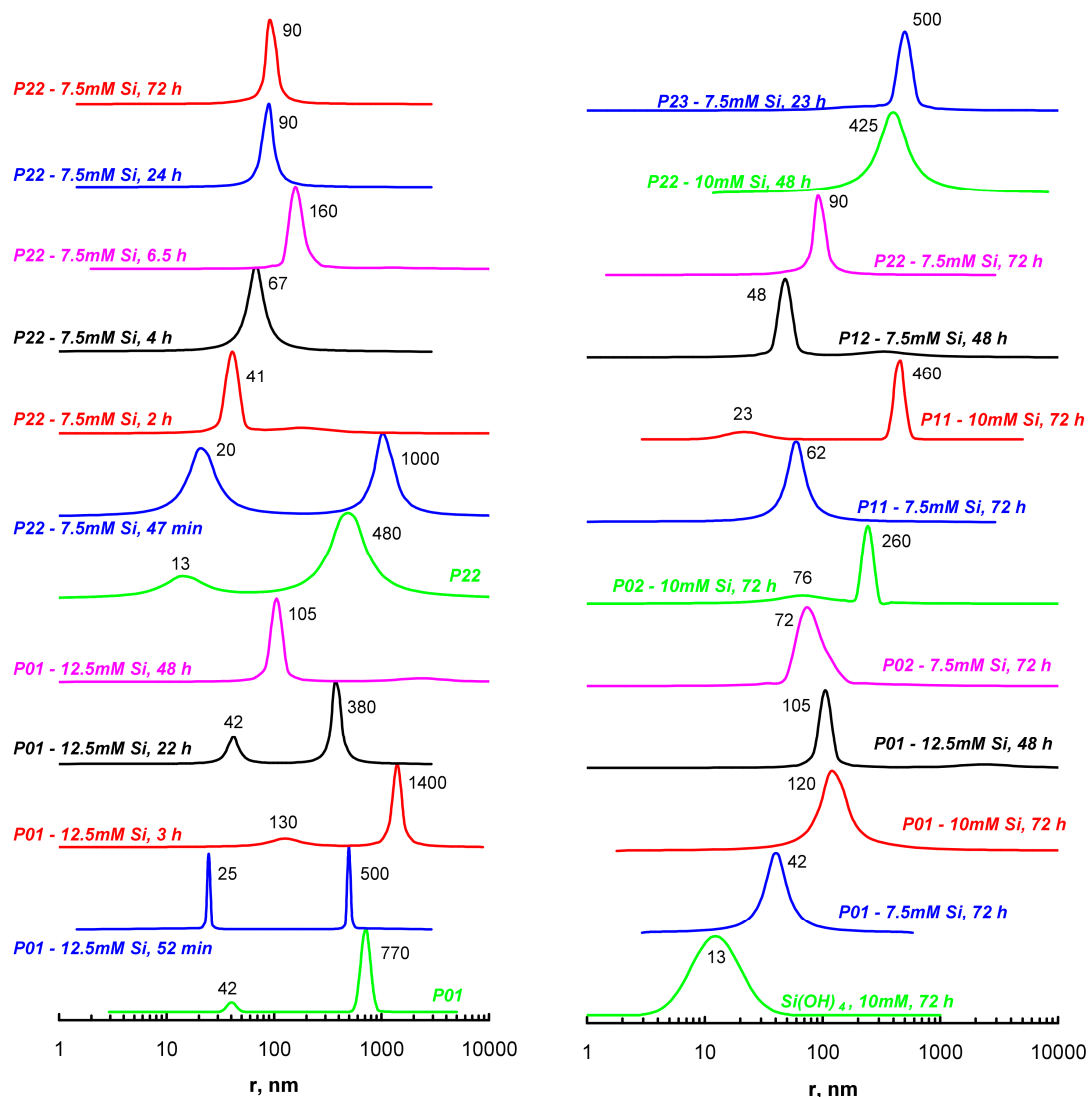 90
P22 - 7.5mM Si, 72 h
90
P22 - 7.5mM Si, 24 h
160
P22 - 7.5mM Si, 6.5 h
67
P22 - 7.5mM Si, 4 h
41
P22 - 7.5mM Si, 2 h
20
1000
P22 - 7.5mM Si, 47 min
480
13
P22
105
P01 - 12.5mM Si, 48 h
380
42
P01 - 12.5mM Si, 22 h
1400
130
P01 - 12.5mM Si, 3 h
25
500
P01 - 12.5mM Si, 52 min
770
42
P01
1 10 100 1000 10000
r, nm
500
P23 - 7.5mM Si, 23 h
425
P22 - 10mM Si, 48 h
90
P22 - 7.5mM Si, 72 h
48
P12 - 7.5mM Si, 48 h
460
23
P11 - 10mM Si, 72 h
62
P11 - 7.5mM Si, 72 h
260
76
P02 - 10mM Si, 72 h
72
P02 - 7.5mM Si, 72 h
105
P01 - 12.5mM Si, 48 h
120
P01 - 10mM Si, 72 h
42
P01 - 7.5mM Si, 72 h
13
Si(OH)4, 10mM, 72 h
1 10 100 1000 10000
r, nm